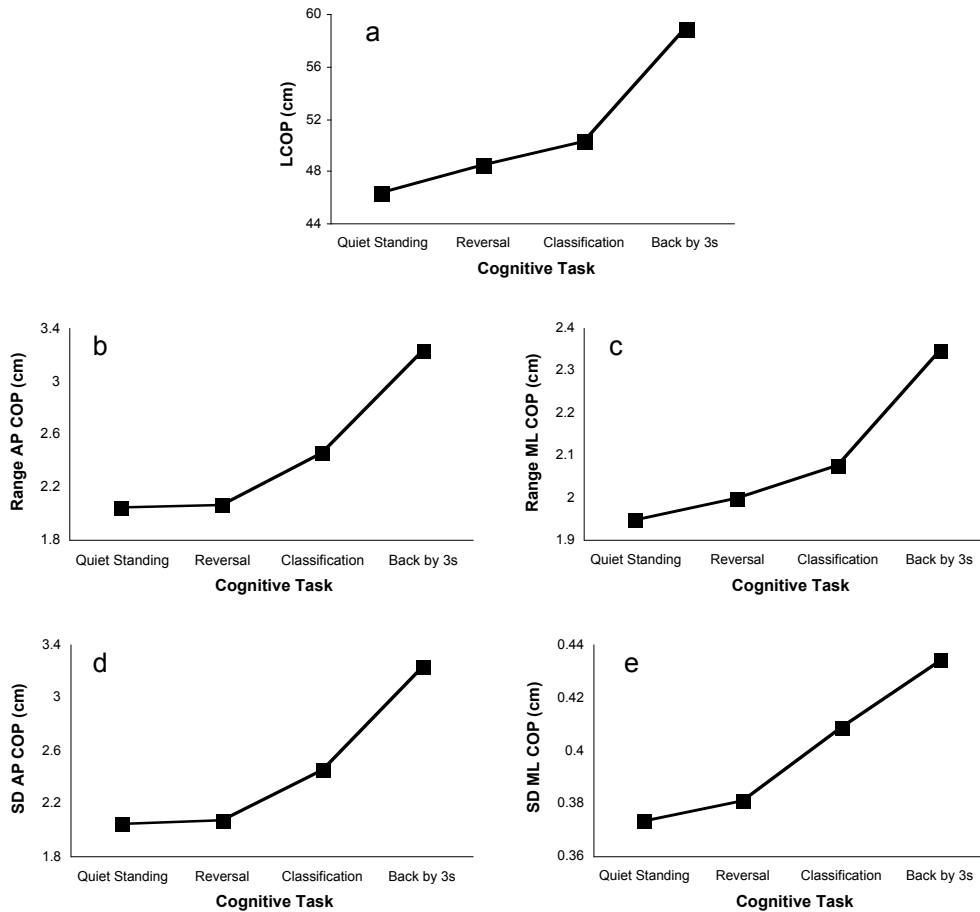 a
60
56
52
48
44
LCOP (cm)
Quiet Standing Reversal Classification Back by 3s
Cognitive Task
b
3.4
3
2.6
2.2
1.8
Range AP COP (cm)
Quiet Standing Reversal Classification Back by 3s
Cognitive Task
c
2.4
2.3
2.2
2.1
2
1.9
Range ML COP (cm)
Quiet Standing Reversal Classification Back by 3s
Cognitive Task
d
3.4
3
2.6
2.2
1.8
SD AP COP (cm)
Quiet Standing Reversal Classification Back by 3s
Cognitive Task
e
0.44
0.42
0.4
0.38
0.36
SD ML COP (cm)
Quiet Standing Reversal Classification Back by 3s
Cognitive Task